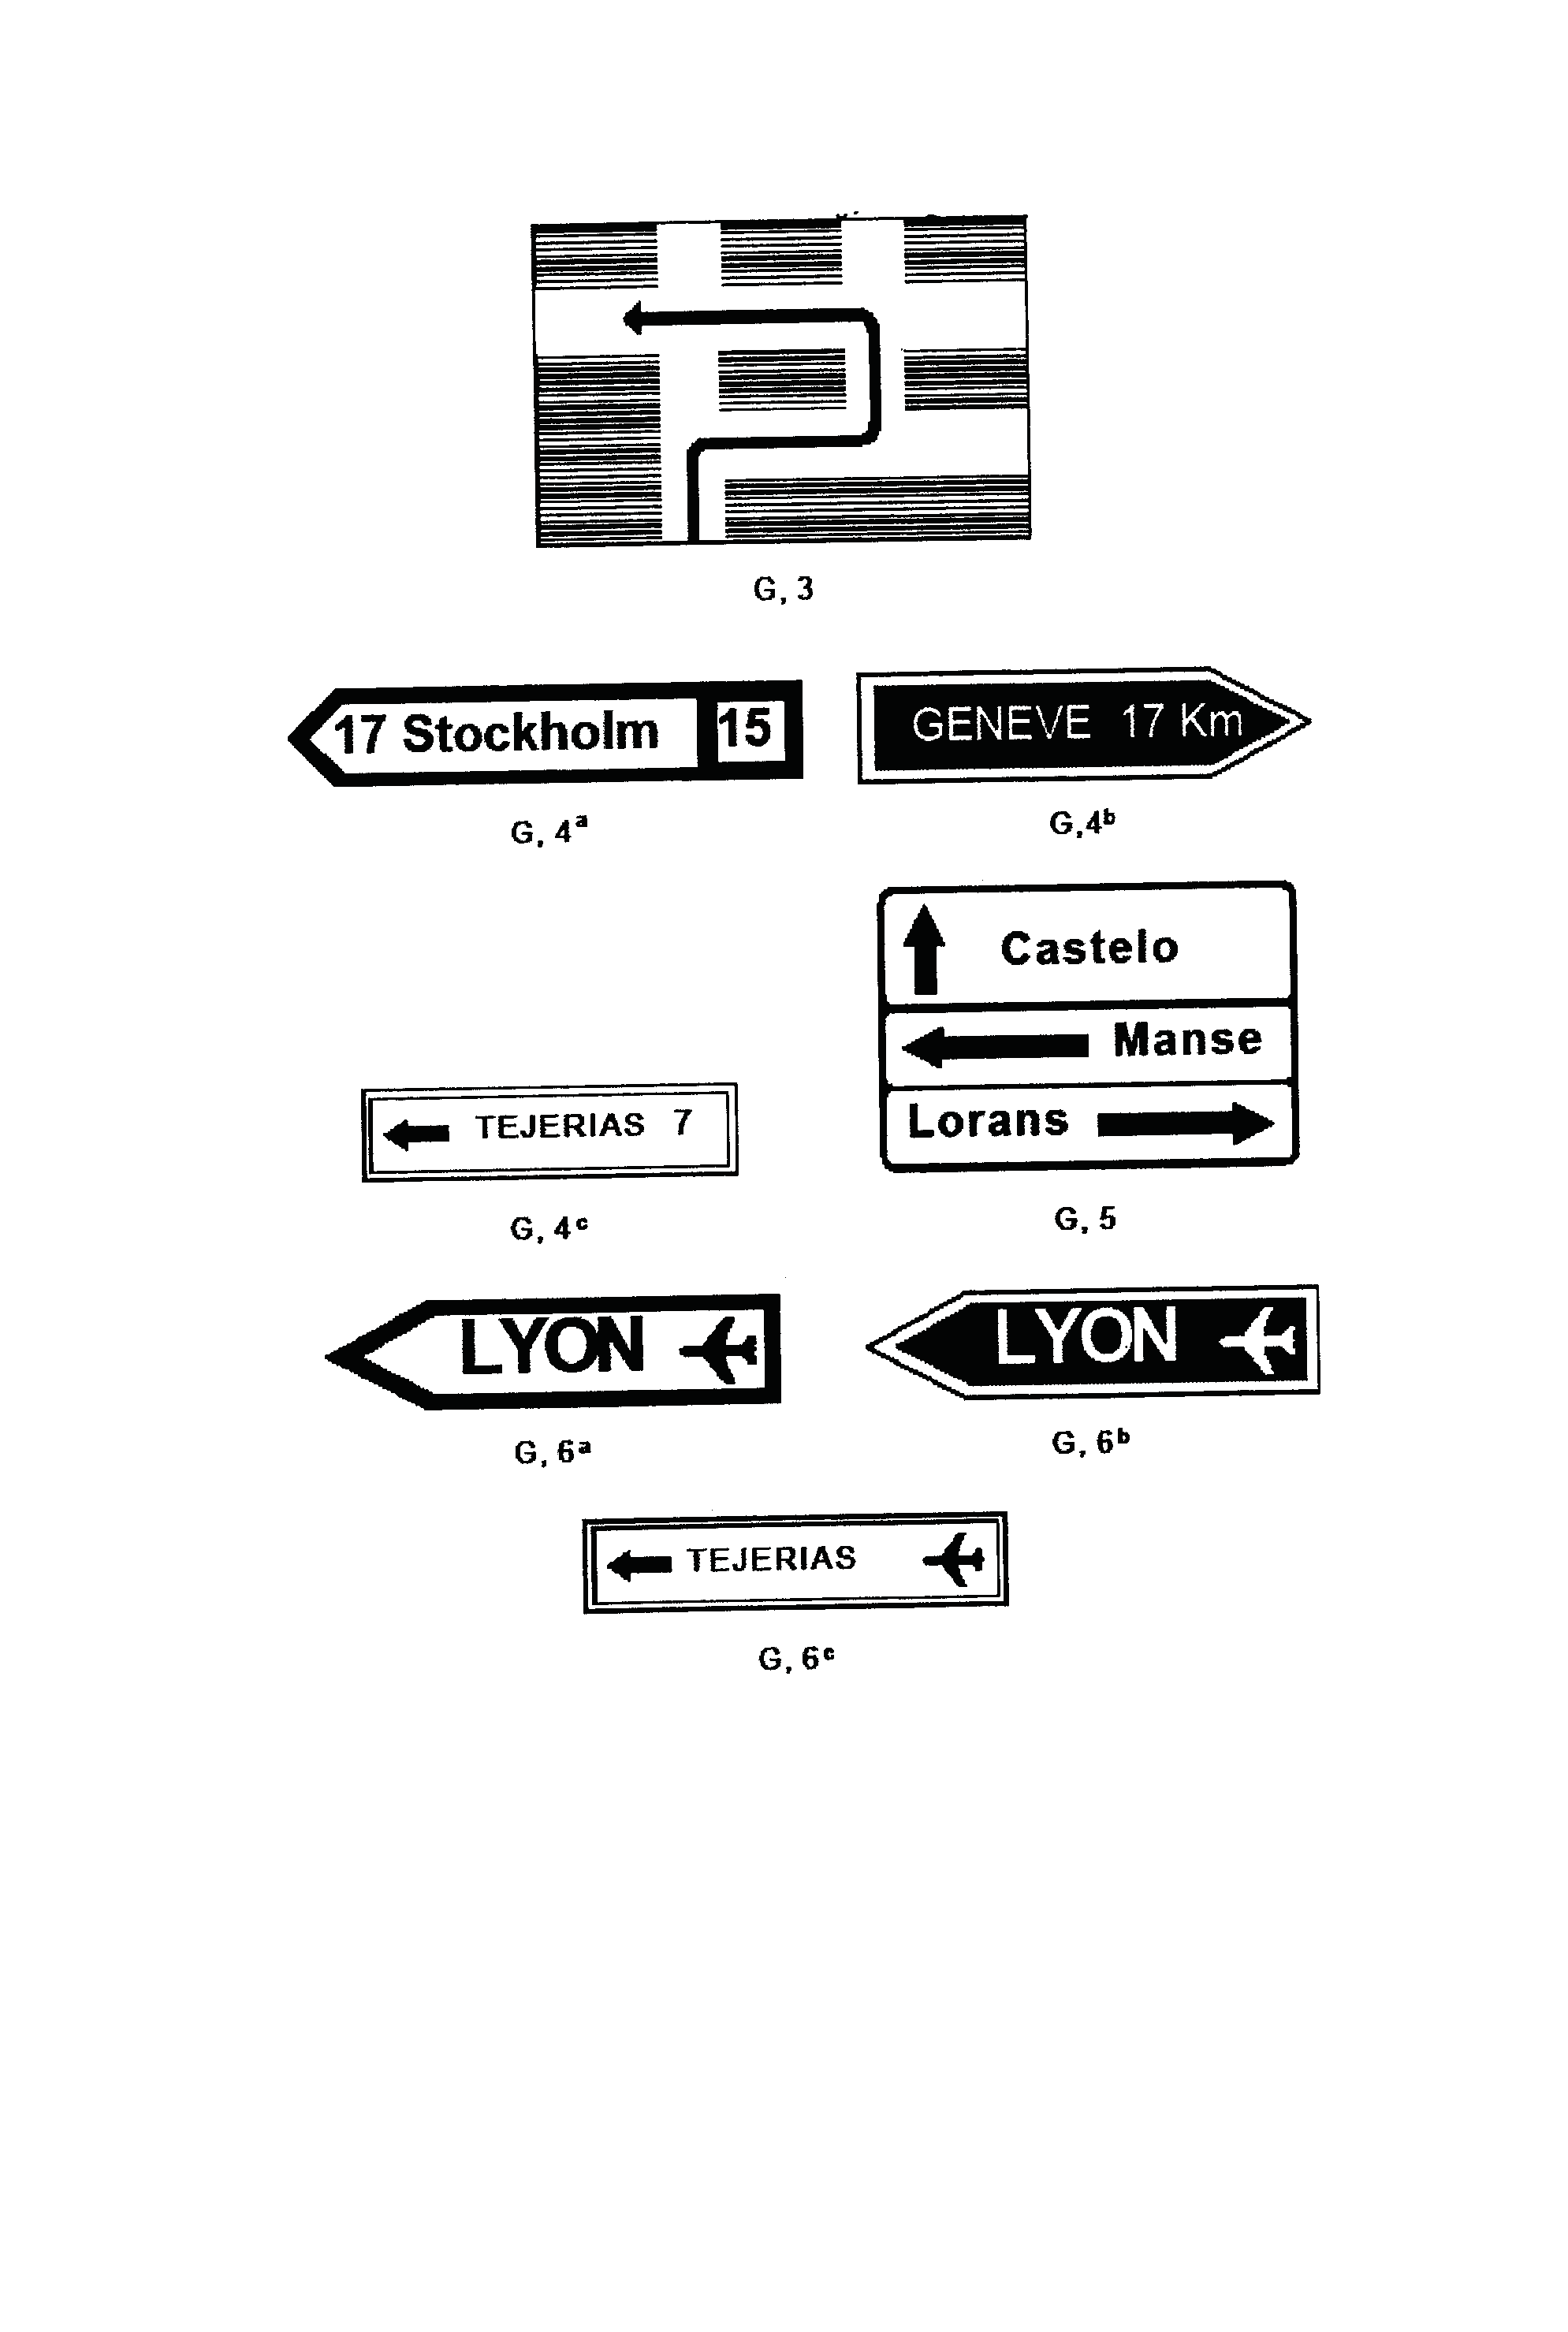 G, 3
17 Stockholm 15
GENEVE 17 Km
G, 4ª
G,4ᵇ
Castelo
Manse
Lorans
TEJERIAS 7
G, 4ᶜ
G, 5
LYON
LYON
G, 6ª
G, 6ᵇ
TEJERIAS
G, 6ᶜ